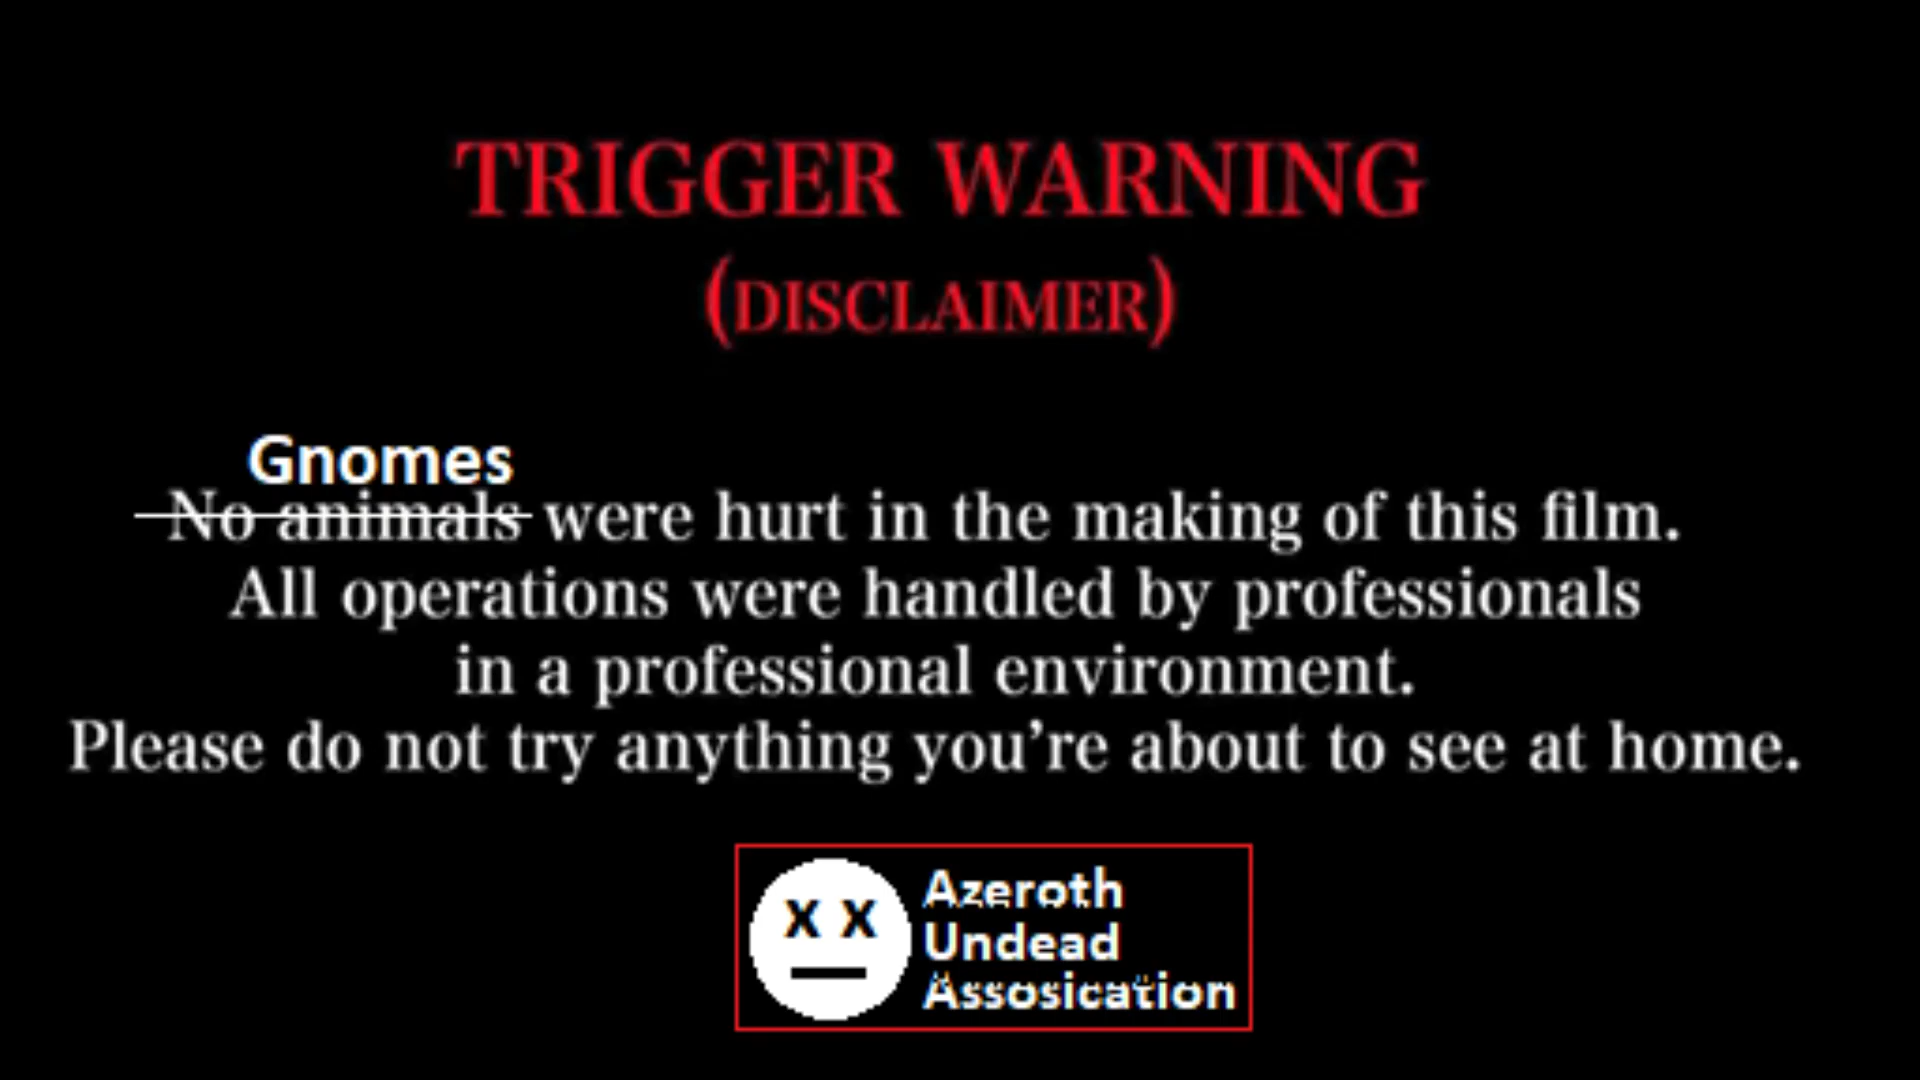 TRIGGER WARNING
(DISCLAIMER)
Gnomes
No animals were hurt in the making of this film.
All operations were handled by professionals
in a professional environment.
Please do not try anything you're about to see at home.
x x
Azeroth
Undead
Assosication